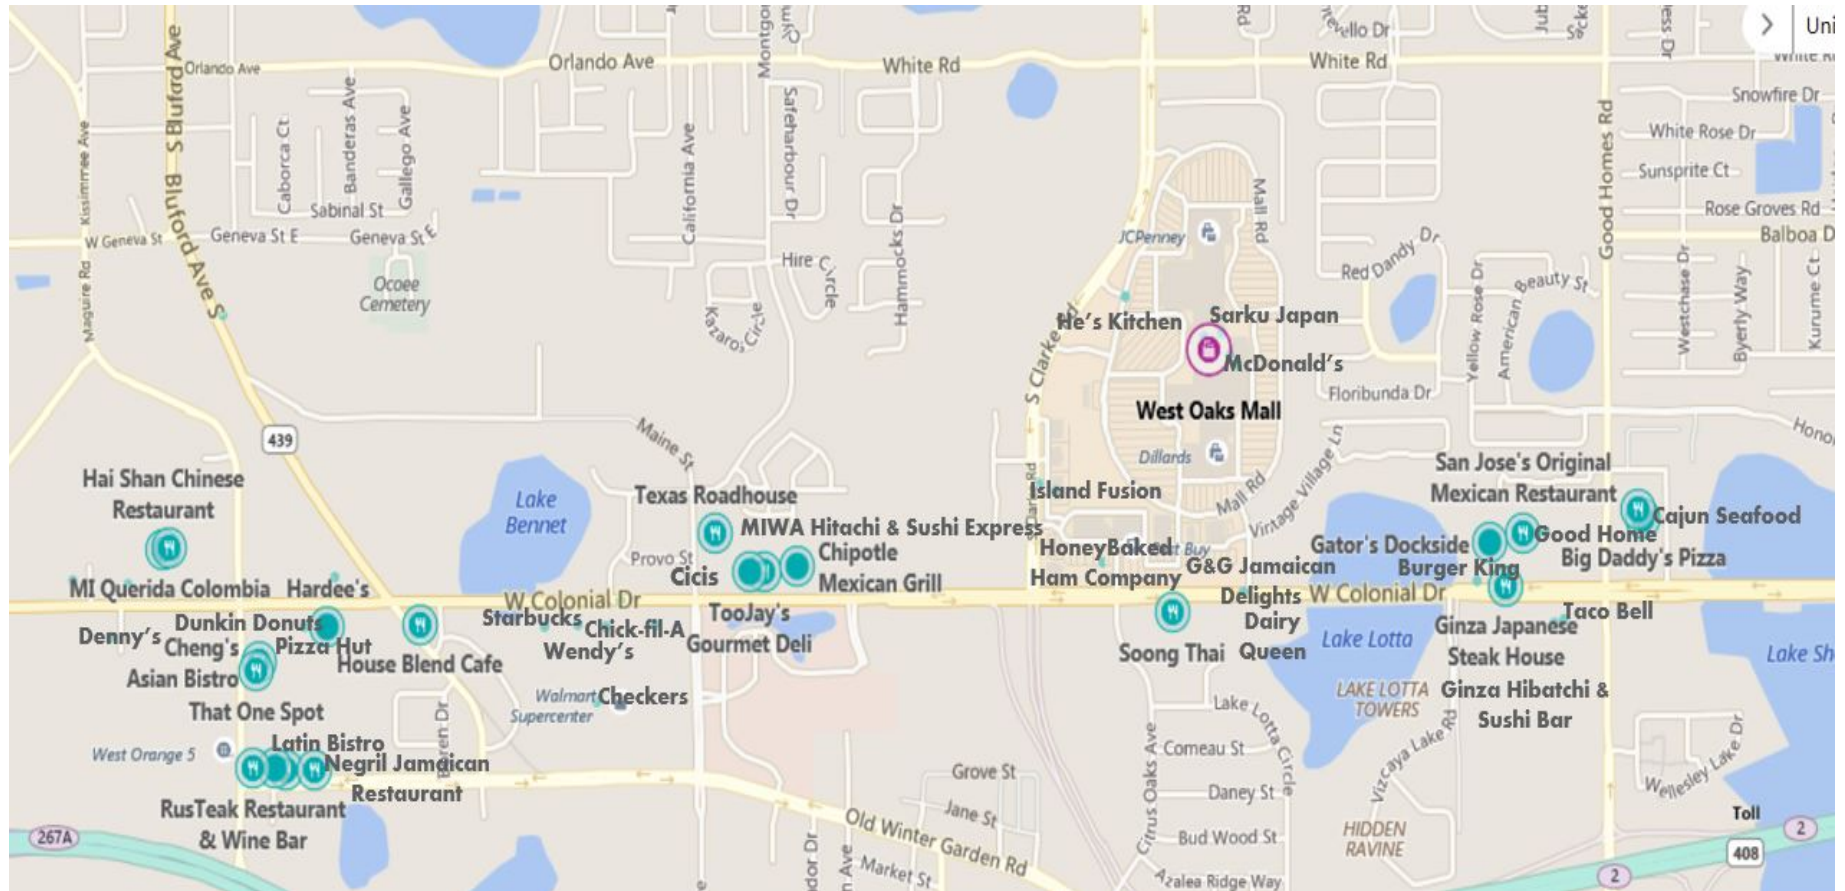 Uni
S Bluford Ave
Orlando Ave
Orlando Ave
White Rd
White Rd
Snowfire Dr
White Rose Dr
Sunsprite Ct
Rose Groves Rd
Balboa D
Kissimmee Ave
Caborca Ct
Banderas Ave
Gallego Ave
Sabinal St
W Geneva St
Geneva St E
Geneva St E
Bluford Ave S
Maguire Rd
Ocoee
Cemetery
California Ave
Safeharbour Dr
Hire Circle
Kazaros Circle
Hammocks Dr
JCPenney
Mall Rd
Good Homes Rd
Red Dandy Dr
Yellow Rose Dr
American Beauty St
Westchase Dr
Byerly Way
Kurume Ct
He's Kitchen
Sarku Japan
McDonald's
S Clarke Rd
West Oaks Mall
Floribunda Dr
Dillards
439
Maine St
Vintage Village Ln
Mall Rd
Hai Shan Chinese
Restaurant
Lake
Bennet
Texas Roadhouse
MIWA Hitachi & Sushi Express
Provo St
Cicis
Chipotle
Mexican Grill
Island Fusion
HoneyBaked
Ham Company
G&G Jamaican
Delights
San Jose's Original
Mexican Restaurant
Gator's Dockside
Good Home
Cajun Seafood
Big Daddy's Pizza
Burger King
MI Querida Colombia
Hardee's
W Colonial Dr
W Colonial Dr
Starbucks
Chick-fil-A
Wendy's
TooJay's
Gourmet Deli
Dunkin Donuts
Denny's
Cheng's
Asian Bistro
Pizza Hut
House Blend Cafe
Soong Thai
Dairy
Queen
Lake Lotta
Taco Bell
Ginza Japanese
Steak House
Ginza Hibatchi &
Sushi Bar
Lake Sh
Walmart
Supercenter
Checkers
LAKE LOTTA
TOWERS
Lake Lotta Circle
That One Spot
West Orange 5
Latin Bistro
Negril Jamaican
Restaurant
RusTeak Restaurant
& Wine Bar
Comeau St
Citrus Oaks Ave
Vizcaya Lake Rd
Wellesley Lake Dr
Grove St
Jane St
Daney St
Bud Wood St
Old Winter Garden Rd
Market St
Azalea Ridge Way
HIDDEN
RAVINE
267A
Toll
408
2
2